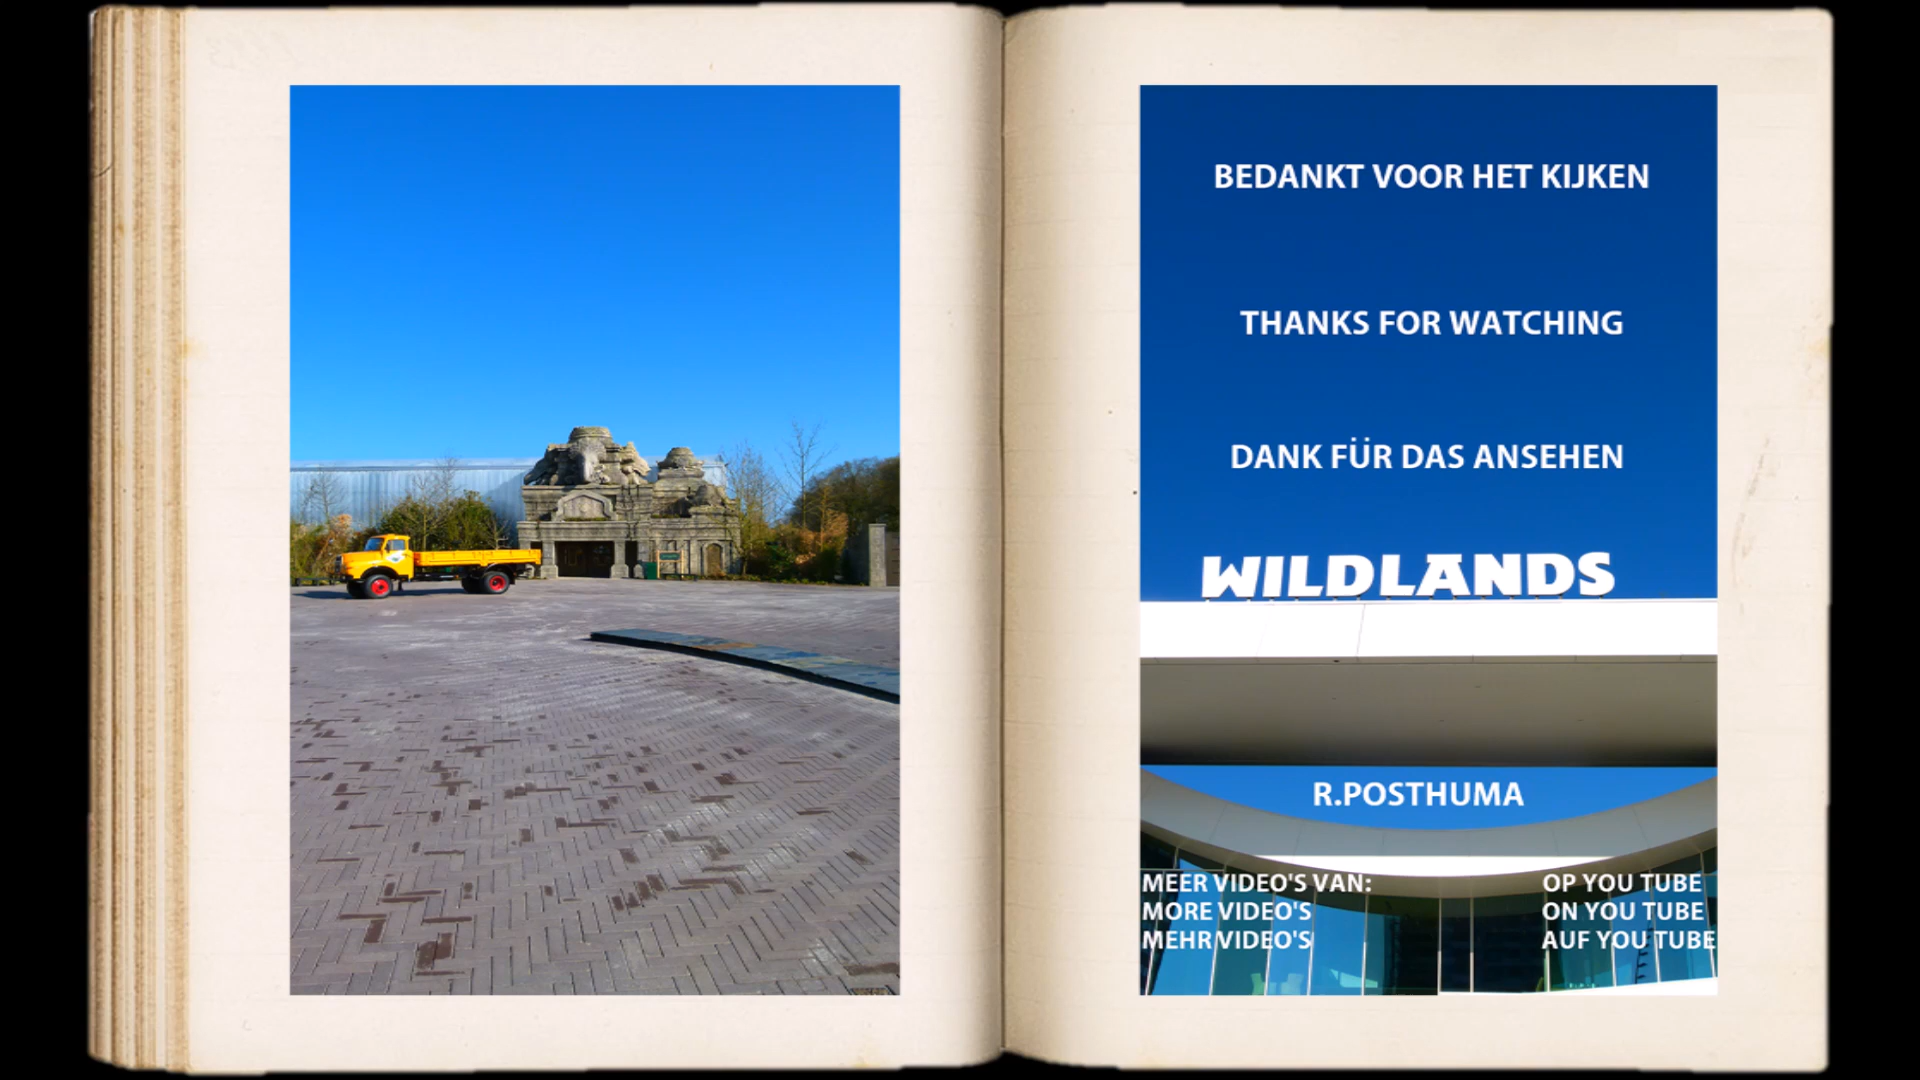 BEDANKT VOOR HET KIJKEN
THANKS FOR WATCHING
DANK FÜR DAS ANSEHEN
WILDLANDS
R.POSTHUMA
MEER VIDEO'S VAN: OP YOU TUBE
MORE VIDEO'S ON YOU TUBE
MEHR VIDEO'S AUF YOU TUBE